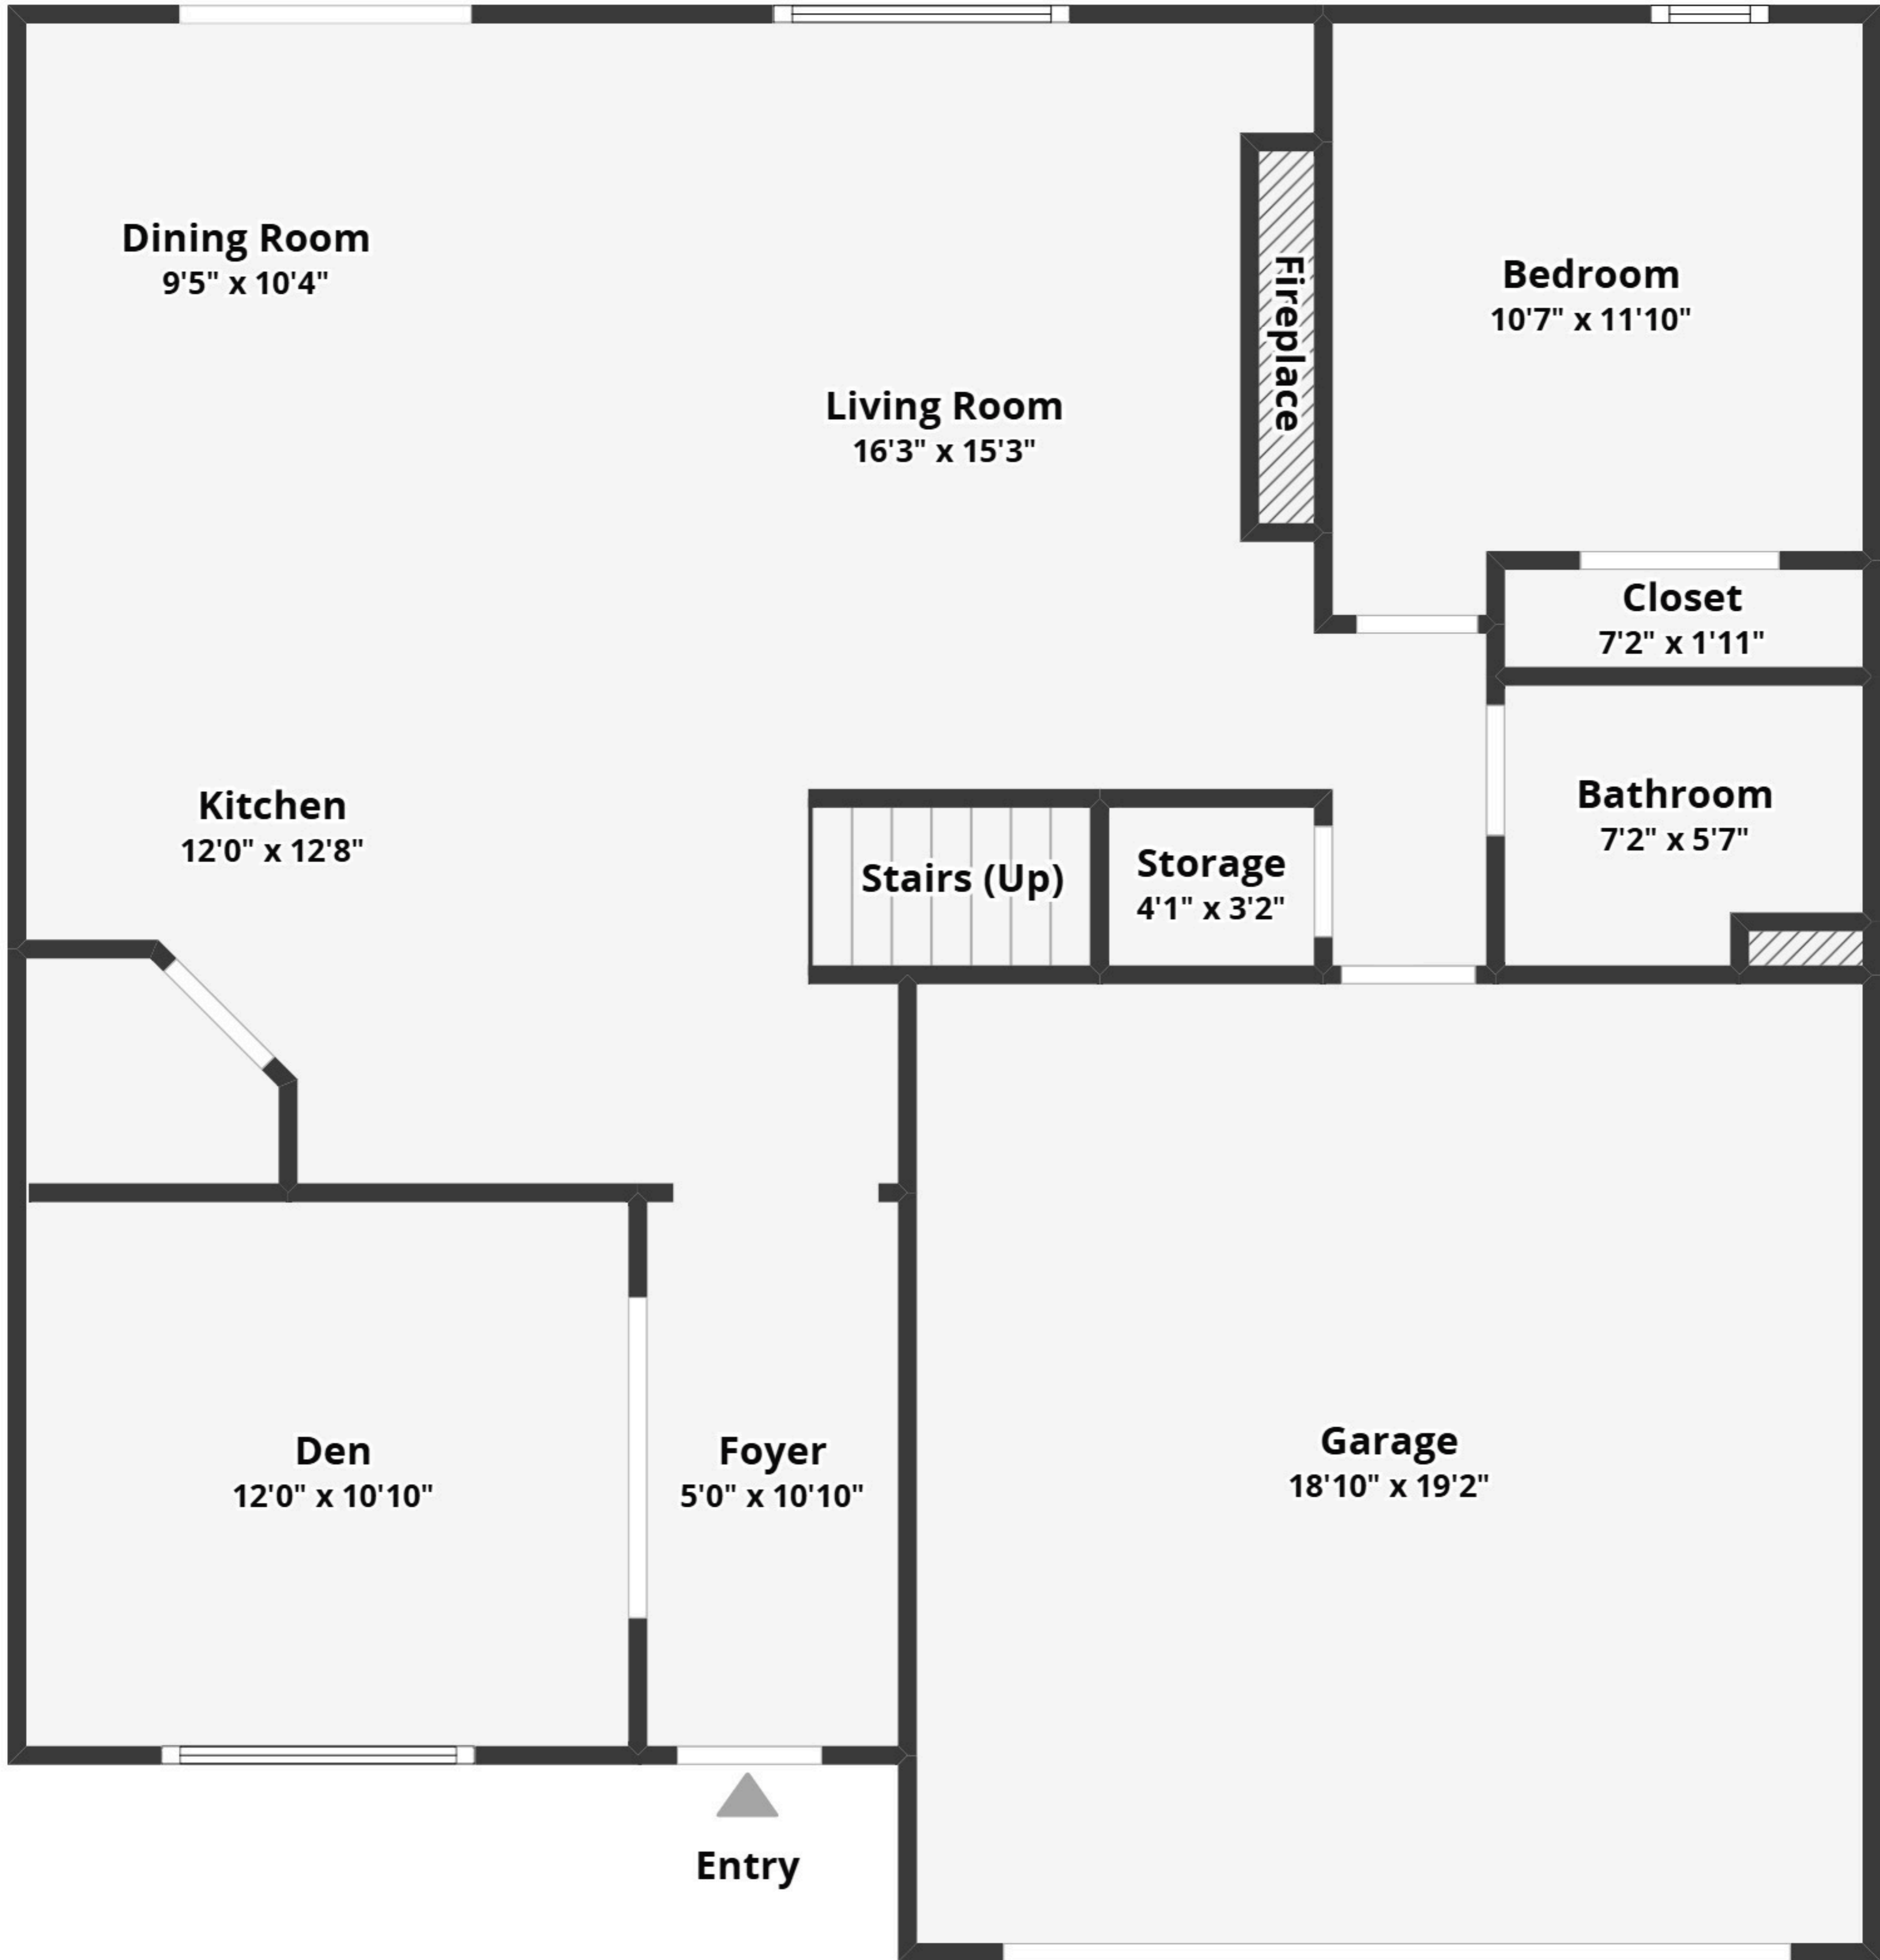 Dining Room
9'5" x 10'4"
Bedroom
10'7" x 11'10"
Fireplace
Living Room
16'3" x 15'3"
Closet
7'2" x 1'11"
Kitchen
12'0" x 12'8"
Bathroom
7'2" x 5'7"
Stairs (Up)
Storage
4'1" x 3'2"
Den
12'0" x 10'10"
Foyer
5'0" x 10'10"
Garage
18'10" x 19'2"
Entry